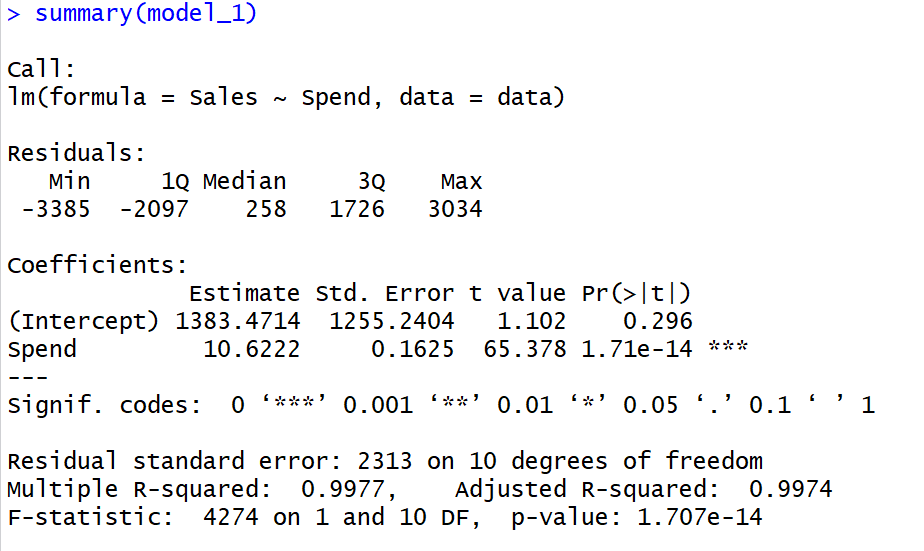 > summary(model_1)
Call:
lm(formula = Sales ~ Spend, data = data)
Residuals:
   Min     1Q Median     3Q    Max
 -3385  -2097    258   1726   3034
Coefficients:
             Estimate Std. Error t value Pr(>|t|)
(Intercept) 1383.4714  1255.2404   1.102    0.296
Spend         10.6222     0.1625  65.378 1.71e-14 ***
---
Signif. codes:  0 ‘***’ 0.001 ‘**’ 0.01 ‘*’ 0.05 ‘.’ 0.1 ‘ ’ 1
Residual standard error: 2313 on 10 degrees of freedom
Multiple R-squared:  0.9977,	Adjusted R-squared:  0.9974
F-statistic:  4274 on 1 and 10 DF,  p-value: 1.707e-14